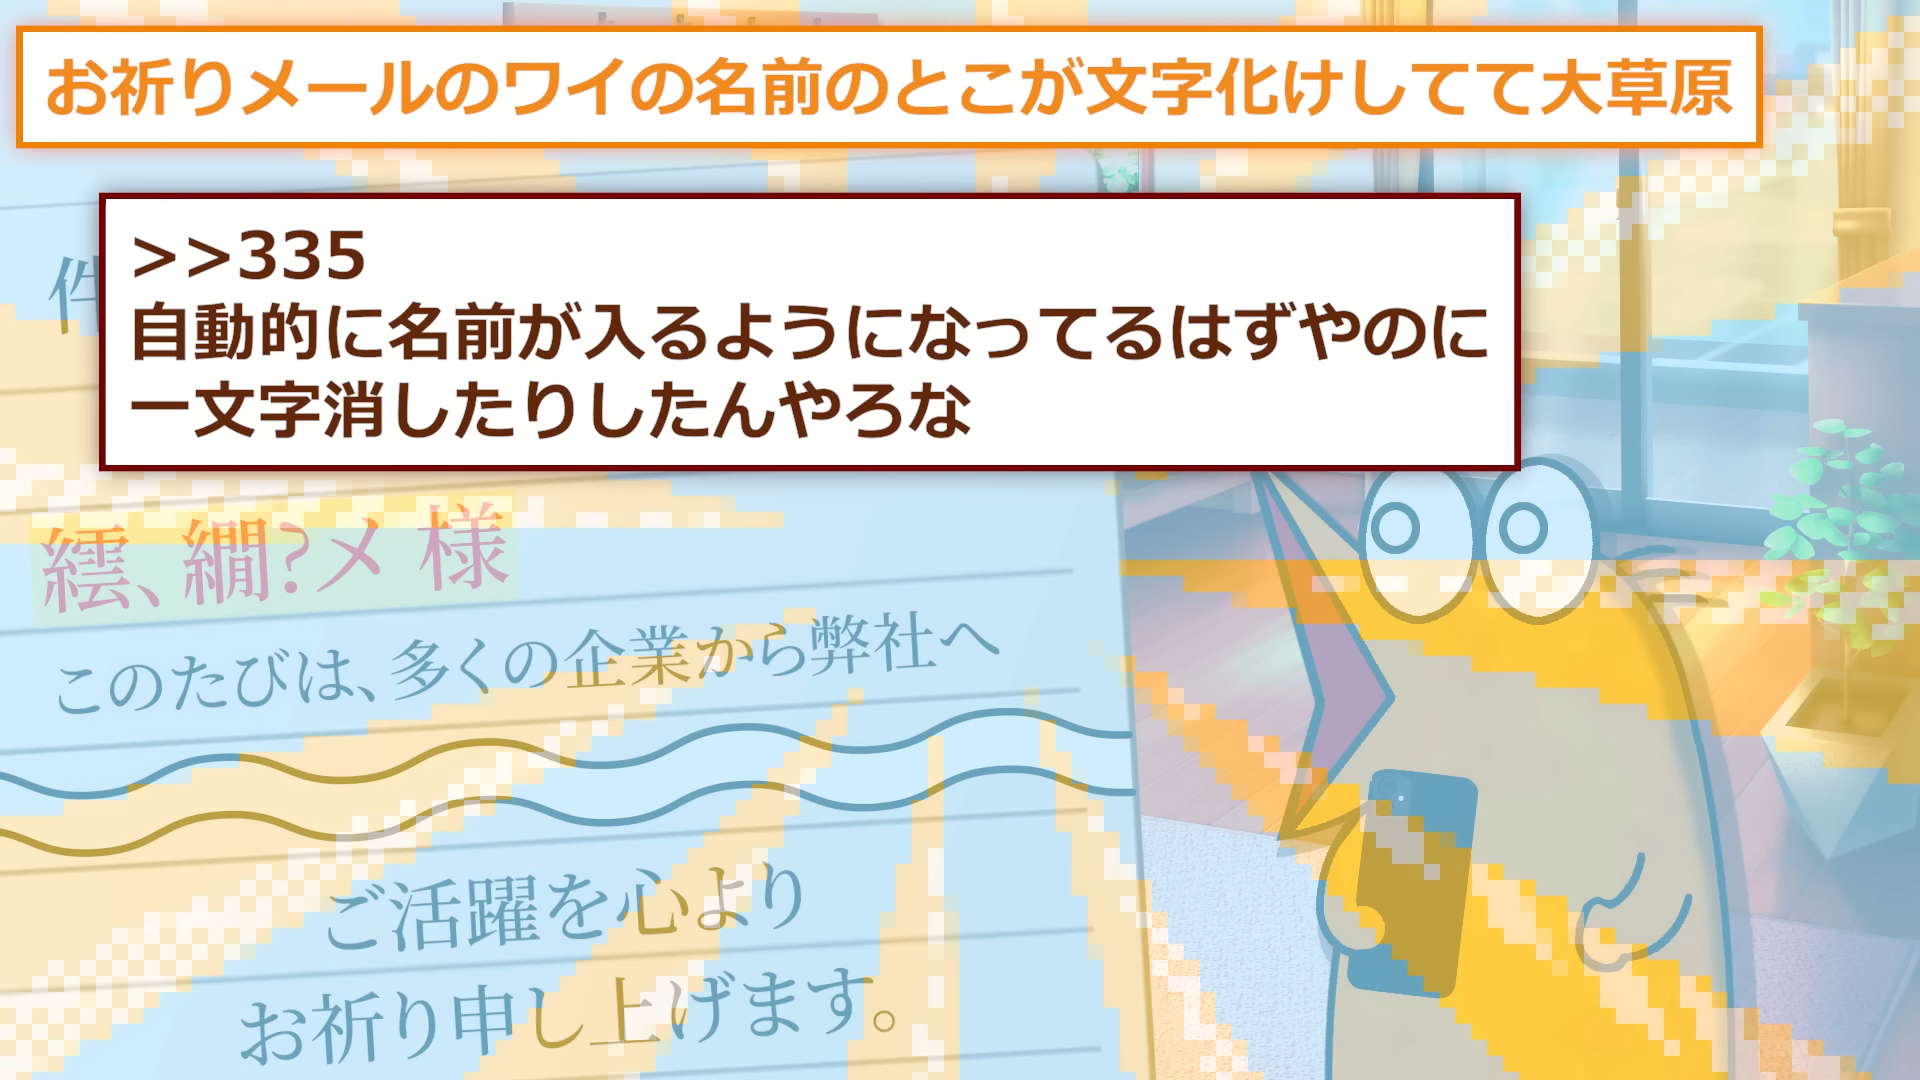 お祈りメールのワイの名前のとこが文字化けしてて大草原
>>335
自動的に名前が入るようになってるはずやのに
一文字消したりしたんやろな
件
繧、繝?メ 様
このたびは、多くの企業から弊社へ
ご活躍を心より
お祈り申し上げます。